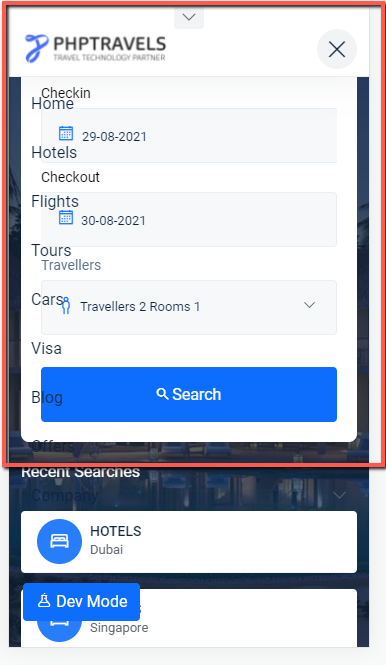 PHPTRAVELS
TRAVEL TECHNOLOGY PARTNER
Checkin
Home
29-08-2021
Hotels
Checkout
Flights
30-08-2021
Tours
Travellers
Cars
Travellers 2 Rooms 1
Visa
Search
Blog
Offers
Recent Searches
Company
HOTELS
Dubai
Dev Mode
Singapore